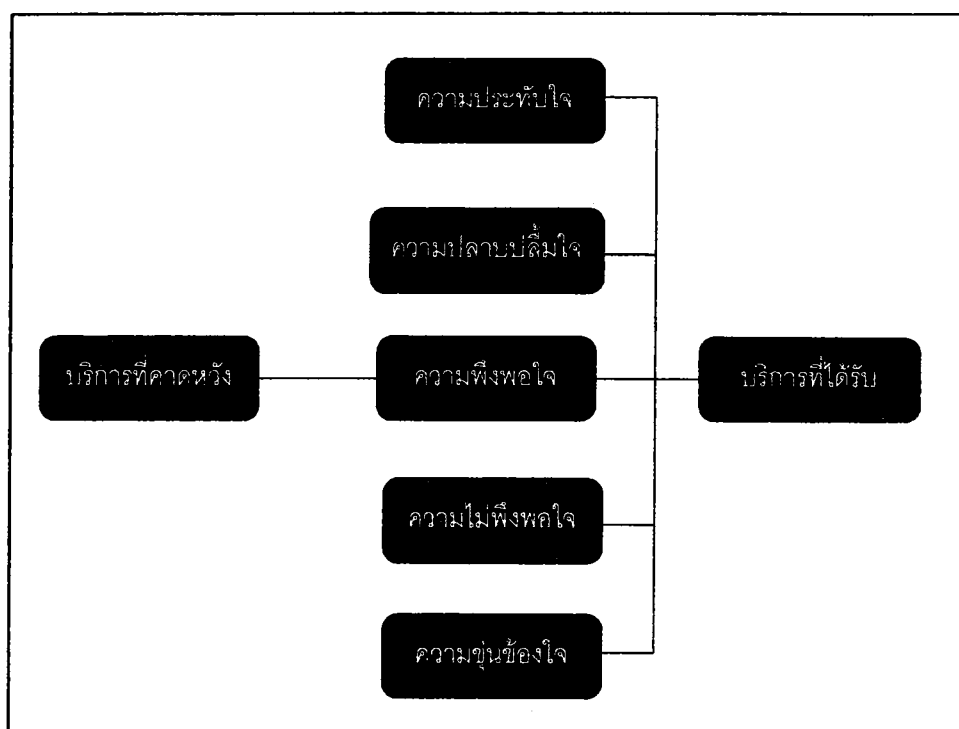 ความประทับใจ
ความปลาบปลื้มใจ
บริการที่คาดหวัง
ความพึงพอใจ
บริการที่ได้รับ
ความไม่พึงพอใจ
ความขุ่นข้องใจ